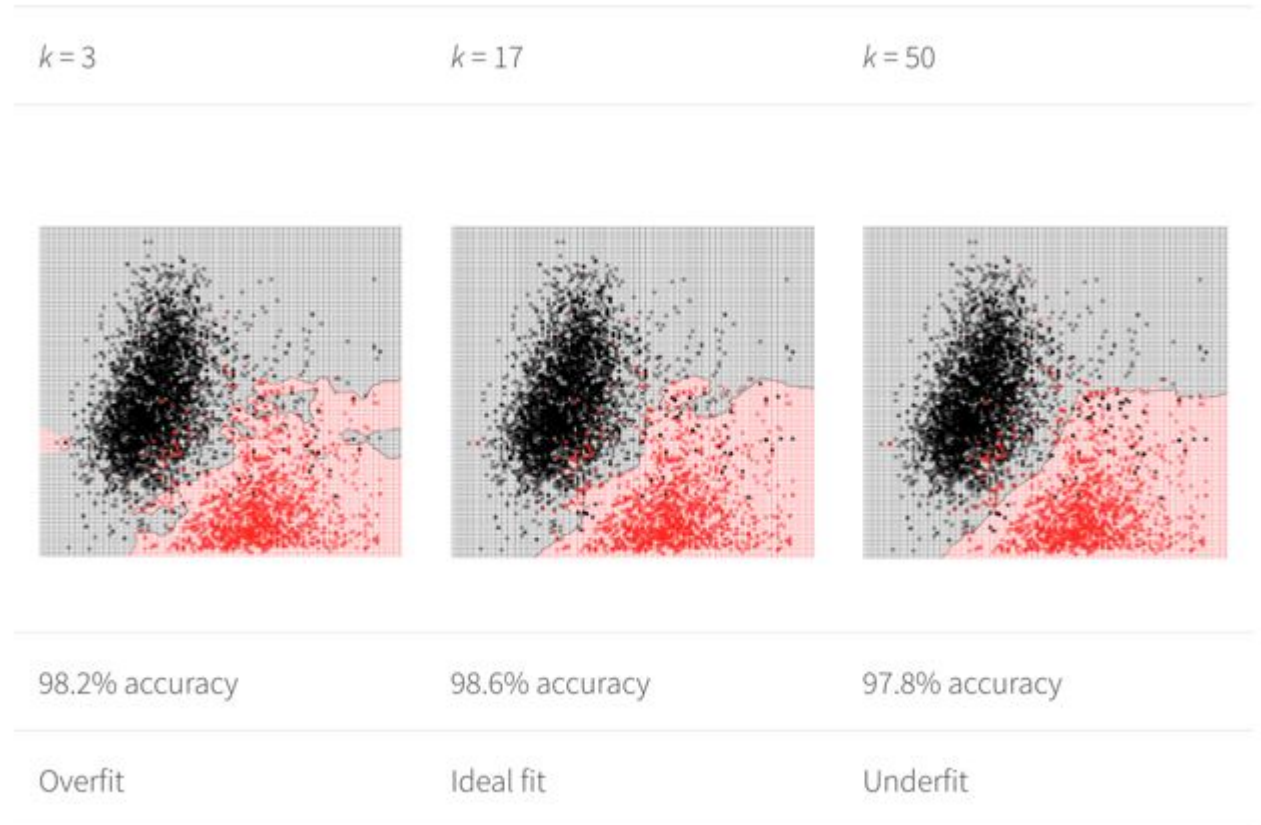 k = 3 k = 17 k = 50
98.2% accuracy 98.6% accuracy 97.8% accuracy
Overfit Ideal fit Underfit